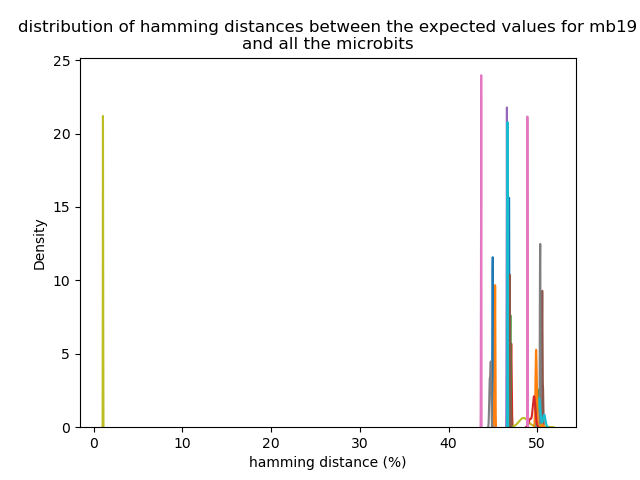 distribution of hamming distances between the expected values for mb19
and all the microbits
25
20
15
10
5
0
Density
0 10 20 30 40 50
hamming distance (%)